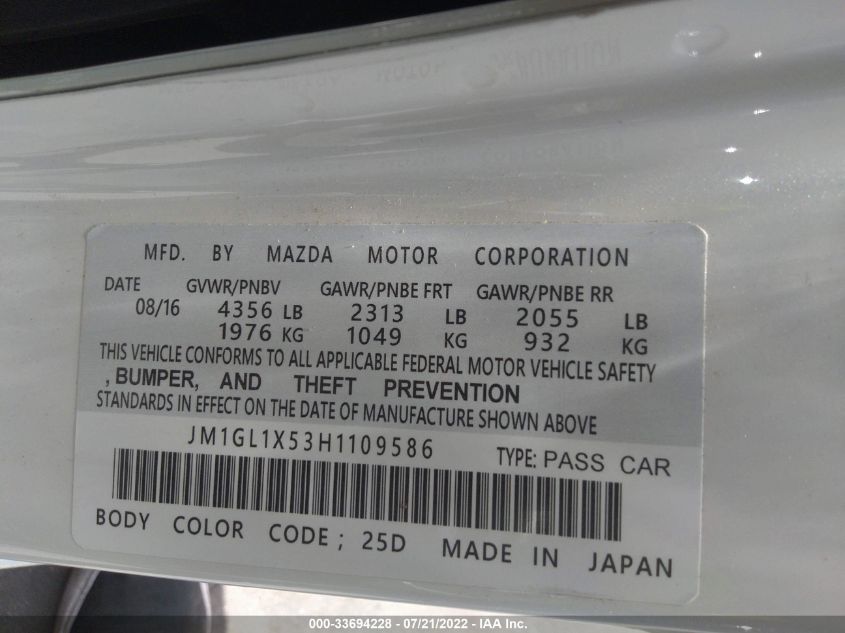 MFD. BY MAZDA MOTOR CORPORATION
DATE GVWR/PNBV GAWR/PNBE FRT GAWR/PNBE RR
08/16 4356 LB 2313 LB 2055 LB
1976 KG 1049 KG 932 KG
THIS VEHICLE CONFORMS TO ALL APPLICABLE FEDERAL MOTOR VEHICLE SAFETY
, BUMPER, AND THEFT PREVENTION
STANDARDS IN EFFECT ON THE DATE OF MANUFACTURE SHOWN ABOVE
JM1GL1X53H1109586 TYPE: PASS CAR
BODY COLOR CODE ; 25D MADE IN JAPAN
000-33694228 - 07/21/2022 - IAA Inc.